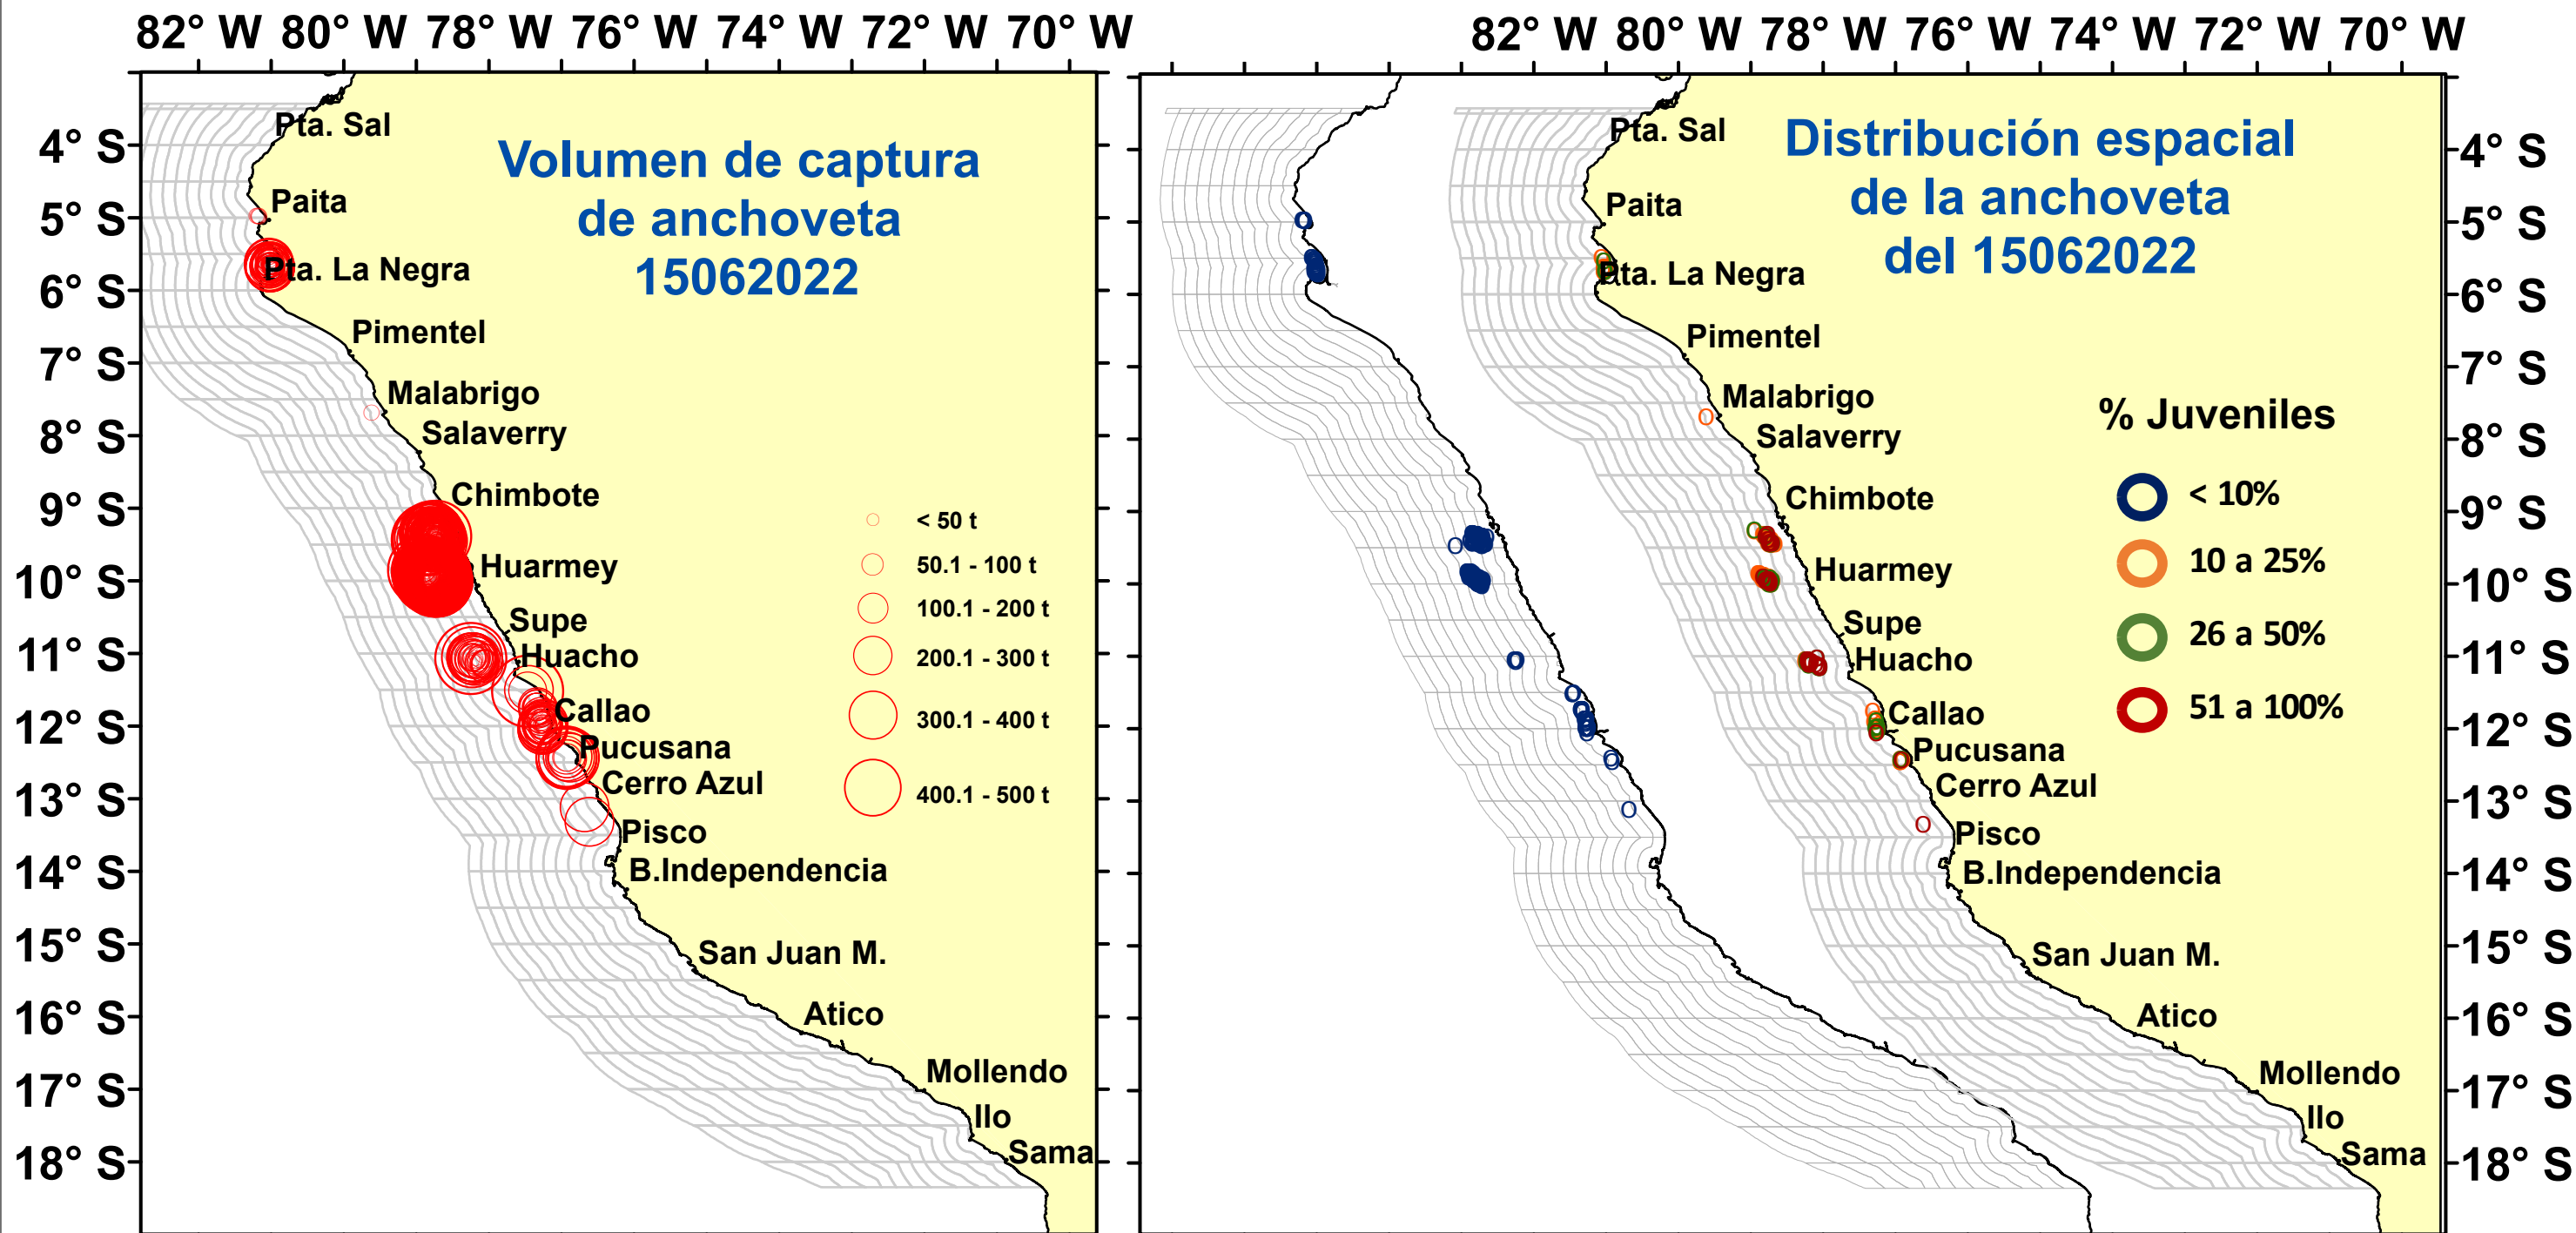 82° W 80° W 78° W 76° W 74° W 72° W 70° W
4° S
5° S
6° S
7° S
8° S
9° S
10° S
11° S
12° S
13° S
14° S
15° S
16° S
17° S
18° S
Volumen de captura
de anchoveta
15062022
Pta. Sal
Paita
Pta. La Negra
Pimentel
Malabrigo
Salaverry
Chimbote
Huarmey
Supe
Huacho
Callao
Pucusana
Cerro Azul
Pisco
B.Independencia
San Juan M.
Atico
Mollendo
Ilo
Sama
< 50 t
50.1 - 100 t
100.1 - 200 t
200.1 - 300 t
300.1 - 400 t
400.1 - 500 t
82° W 80° W 78° W 76° W 74° W 72° W 70° W
Distribución espacial
de la anchoveta
del 15062022
Pta. Sal
Paita
Pta. La Negra
Pimentel
Malabrigo
Salaverry
Chimbote
Huarmey
Supe
Huacho
Callao
Pucusana
Cerro Azul
Pisco
B.Independencia
San Juan M.
Atico
Mollendo
Ilo
Sama
% Juveniles
< 10%
10 a 25%
26 a 50%
51 a 100%
4° S
5° S
6° S
7° S
8° S
9° S
10° S
11° S
12° S
13° S
14° S
15° S
16° S
17° S
18° S